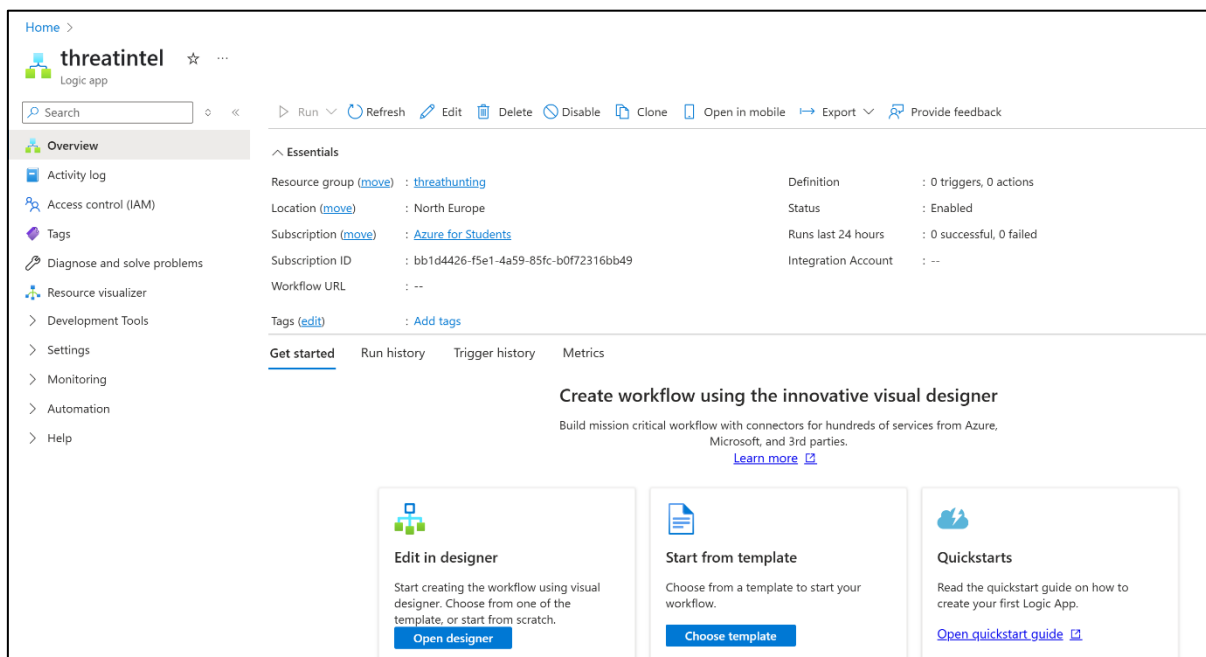 Home >
threatintel
Logic app
Search
Run
Refresh
Edit
Delete
Disable
Clone
Open in mobile
Export
Provide feedback
Overview
Activity log
Access control (IAM)
Tags
Diagnose and solve problems
Resource visualizer
Development Tools
Settings
Monitoring
Automation
Help
Essentials
Resource group (move) : threathunting
Location (move) : North Europe
Subscription (move) : Azure for Students
Subscription ID : bb1d4426-f5e1-4a59-85fc-b0f72316bb49
Workflow URL : --
Tags (edit) : Add tags
Definition : 0 triggers, 0 actions
Status : Enabled
Runs last 24 hours : 0 successful, 0 failed
Integration Account : --
Get started Run history Trigger history Metrics
Create workflow using the innovative visual designer
Build mission critical workflow with connectors for hundreds of services from Azure,
Microsoft, and 3rd parties.
Learn more
Edit in designer
Start creating the workflow using visual
designer. Choose from one of the
template, or start from scratch.
Open designer
Start from template
Choose from a template to start your
workflow.
Choose template
Quickstarts
Read the quickstart guide on how to
create your first Logic App.
Open quickstart guide